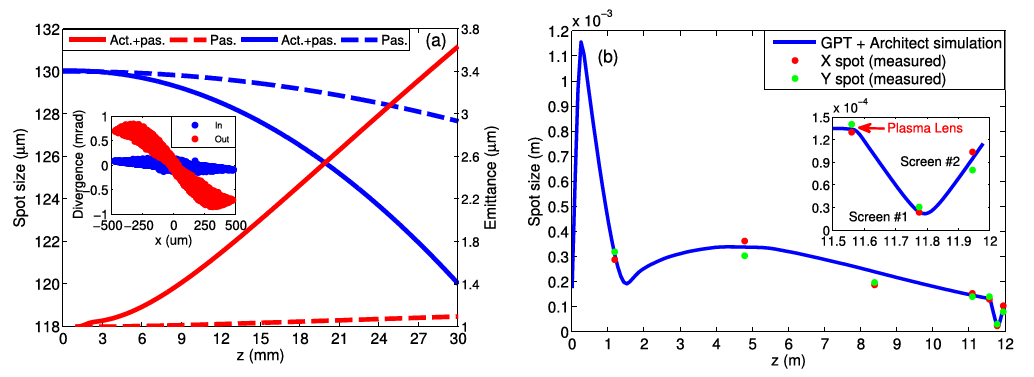 Act.+pas. Pas. Act.+pas. Pas. (a)
132
130
128
126
124
122
120
118
Spot size (µm)
3.8
3.4
3
2.6
2.2
1.8
1.4
1
Emittance (µm)
0 3 6 9 12 15 18 21 24 27 30
z (mm)
In
Out
1
0.5
0
−0.5
−1
Divergence (mrad)
−500 −250 0 250 500
x (um)
x 10⁻³
(b)
GPT + Architect simulation
X spot (measured)
Y spot (measured)
1.2
1.1
1
0.9
0.8
0.7
0.6
0.5
0.4
0.3
0.2
0.1
0
Spot size (m)
0 1 2 3 4 5 6 7 8 9 10 11 12
z (m)
x 10⁻⁴
1.5
1.2
0.9
0.6
0.3
0
Plasma Lens
Screen #2
Screen #1
11.5 11.6 11.7 11.8 11.9 12